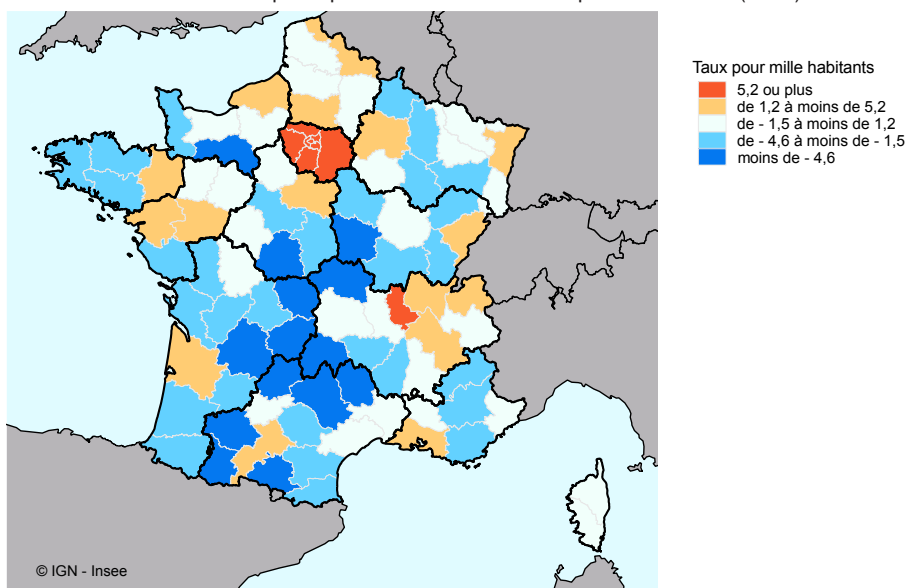 Taux pour mille habitants
5,2 ou plus
de 1,2 à moins de 5,2
de - 1,5 à moins de 1,2
de - 4,6 à moins de - 1,5
moins de - 4,6
© IGN - Insee